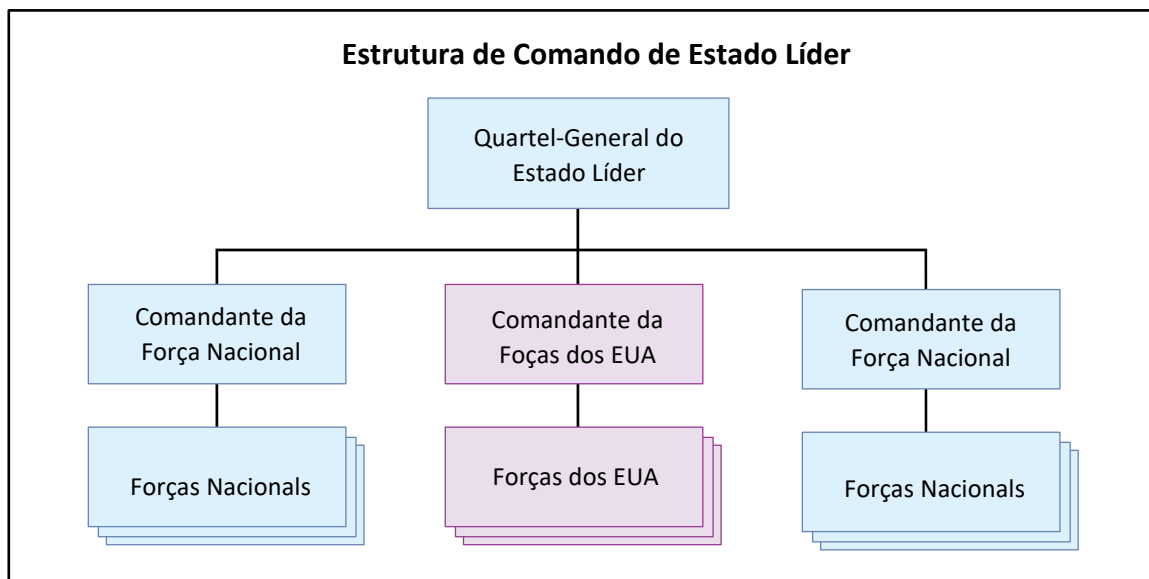 Estrutura de Comando de Estado Líder
Quartel-General do
Estado Líder
Comandante da
Força Nacional
Comandante da
Foças dos EUA
Comandante da
Força Nacional
Forças Nacionals
Forças dos EUA
Forças Nacionals